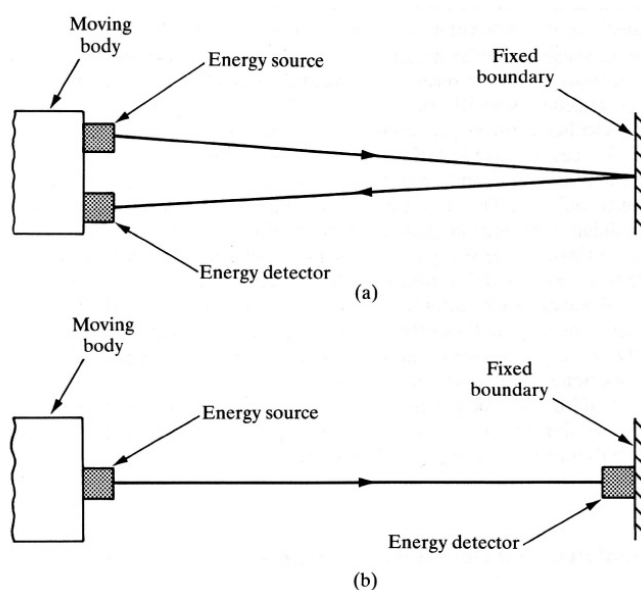 Moving
body
Energy source
Fixed
boundary
Energy detector
(a)
Moving
body
Energy source
Fixed
boundary
Energy detector
(b)